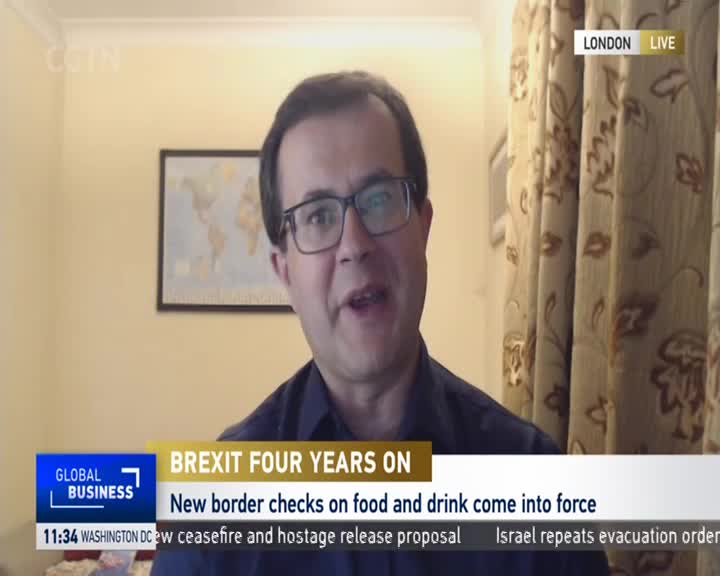 CGTN
LONDON LIVE
BREXIT FOUR YEARS ON
GLOBAL
BUSINESS
New border checks on food and drink come into force
11:34 WASHINGTON DC ew ceasefire and hostage release proposal Israel repeats evacuation order